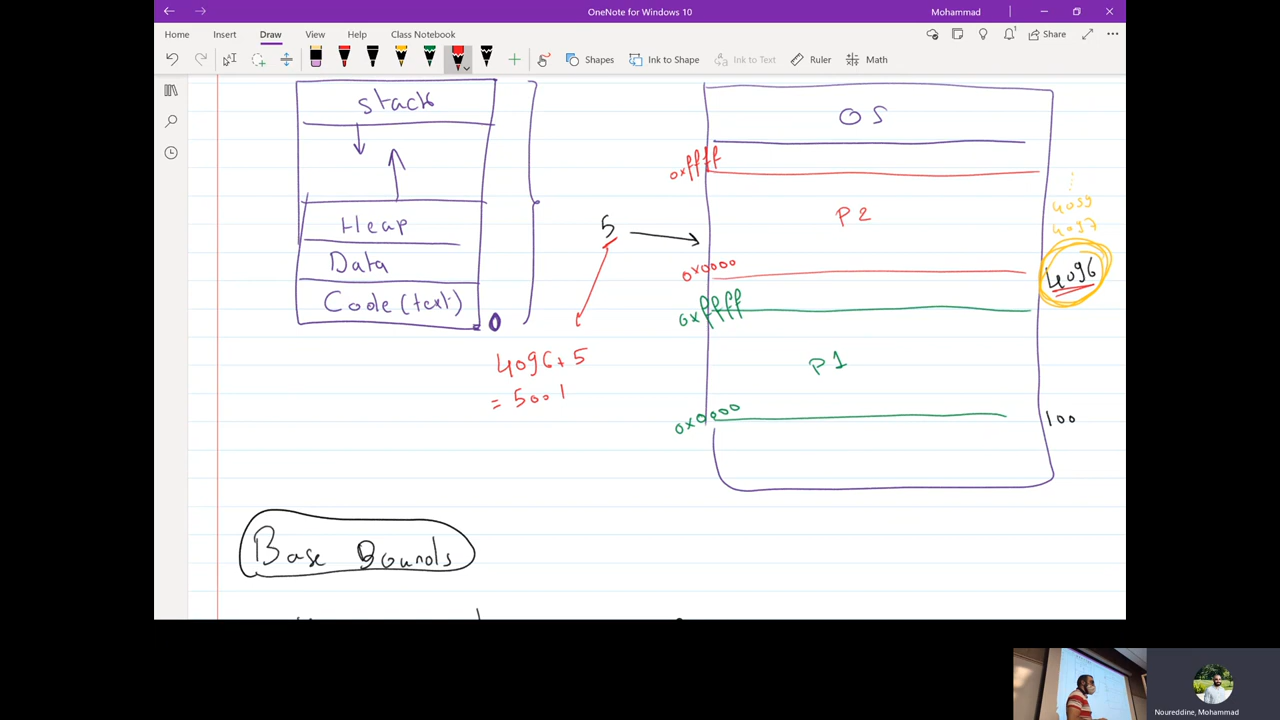 OneNote for Windows 10
Mohammad
Home Insert Draw View Help Class Notebook
Share
Shapes Ink to Shape Ink to Text Ruler Math
stack
Heap
Data
Code (text)
0
5
4096 + 5
= 5001
OS
0xffff
P2
0x0000
0xffff
P1
0x0000
4059
4097
4096
100
Base Bounds
Noureddine, Mohammad